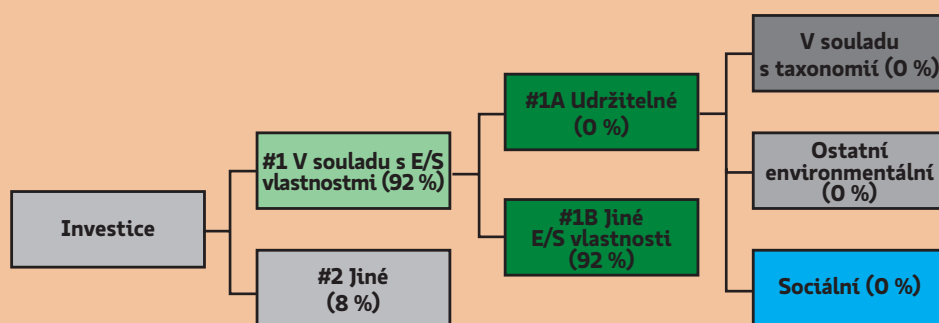 Investice
#1 V souladu s E/S
vlastnostmi (92 %)
#2 Jiné
(8 %)
#1A Udržitelné
(0 %)
#1B Jiné
E/S vlastnosti
(92 %)
V souladu
s taxonomií (0 %)
Ostatní
environmentální
(0 %)
Sociální (0 %)